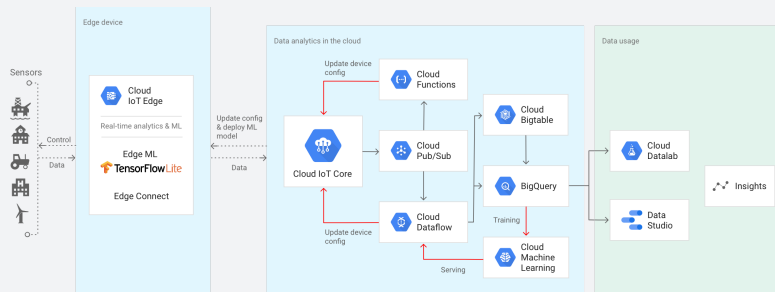 Edge device
Data analytics in the cloud
Data usage
Sensors
Control
Data
Cloud
IoT Edge
Real-time analytics & ML
Edge ML
TensorFlowLite
Edge Connect
Update config
& deploy ML
model
Data
Update device
config
Cloud
Functions
Cloud IoT Core
Cloud
Pub/Sub
Update device
config
Cloud
Dataflow
Cloud
Bigtable
BigQuery
Training
Serving
Cloud
Machine
Learning
Cloud
Datalab
Data
Studio
Insights